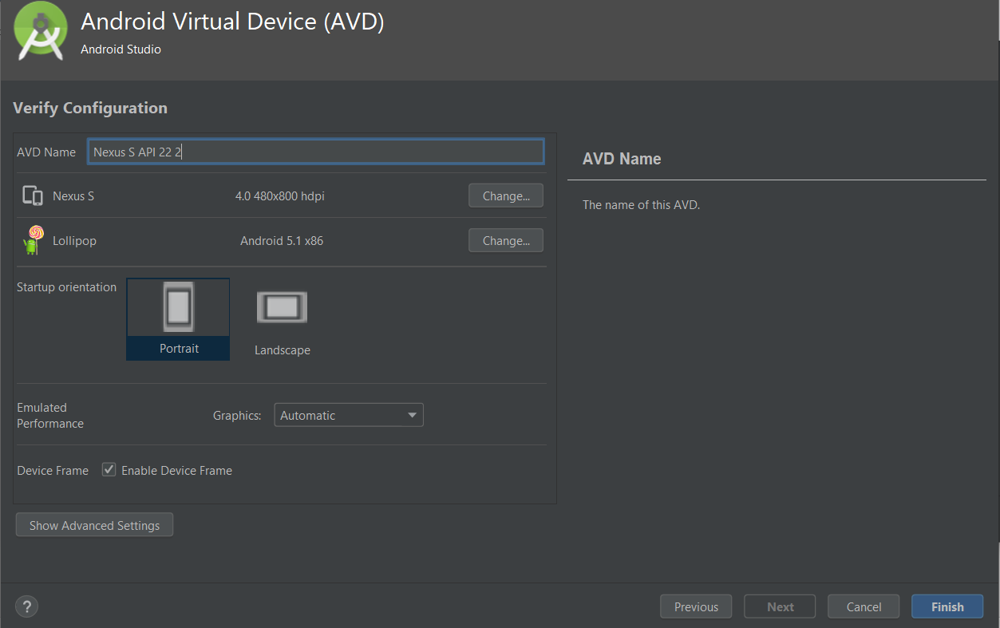 Android Virtual Device (AVD)
Android Studio
Verify Configuration
AVD Name Nexus S API 22 2
Nexus S 4.0 480x800 hdpi Change...
Lollipop Android 5.1 x86 Change...
Startup orientation
Portrait
Landscape
Emulated
Performance
Graphics: Automatic
Device Frame Enable Device Frame
Show Advanced Settings
AVD Name
The name of this AVD.
? Previous Next Cancel Finish